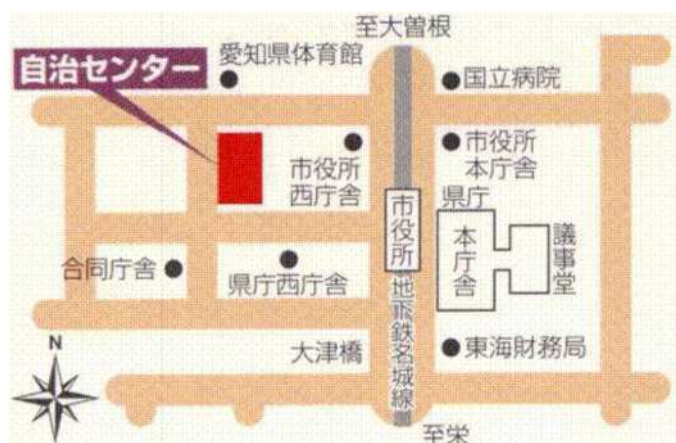 至大曽根
愛知県体育館
自治センター
国立病院
市役所
西庁舎
市役所
本庁舎
県庁
市役所
本庁舎
議事堂
合同庁舎
県庁西庁舎
地下鉄名城線
大津橋
東海財務局
N
至栄